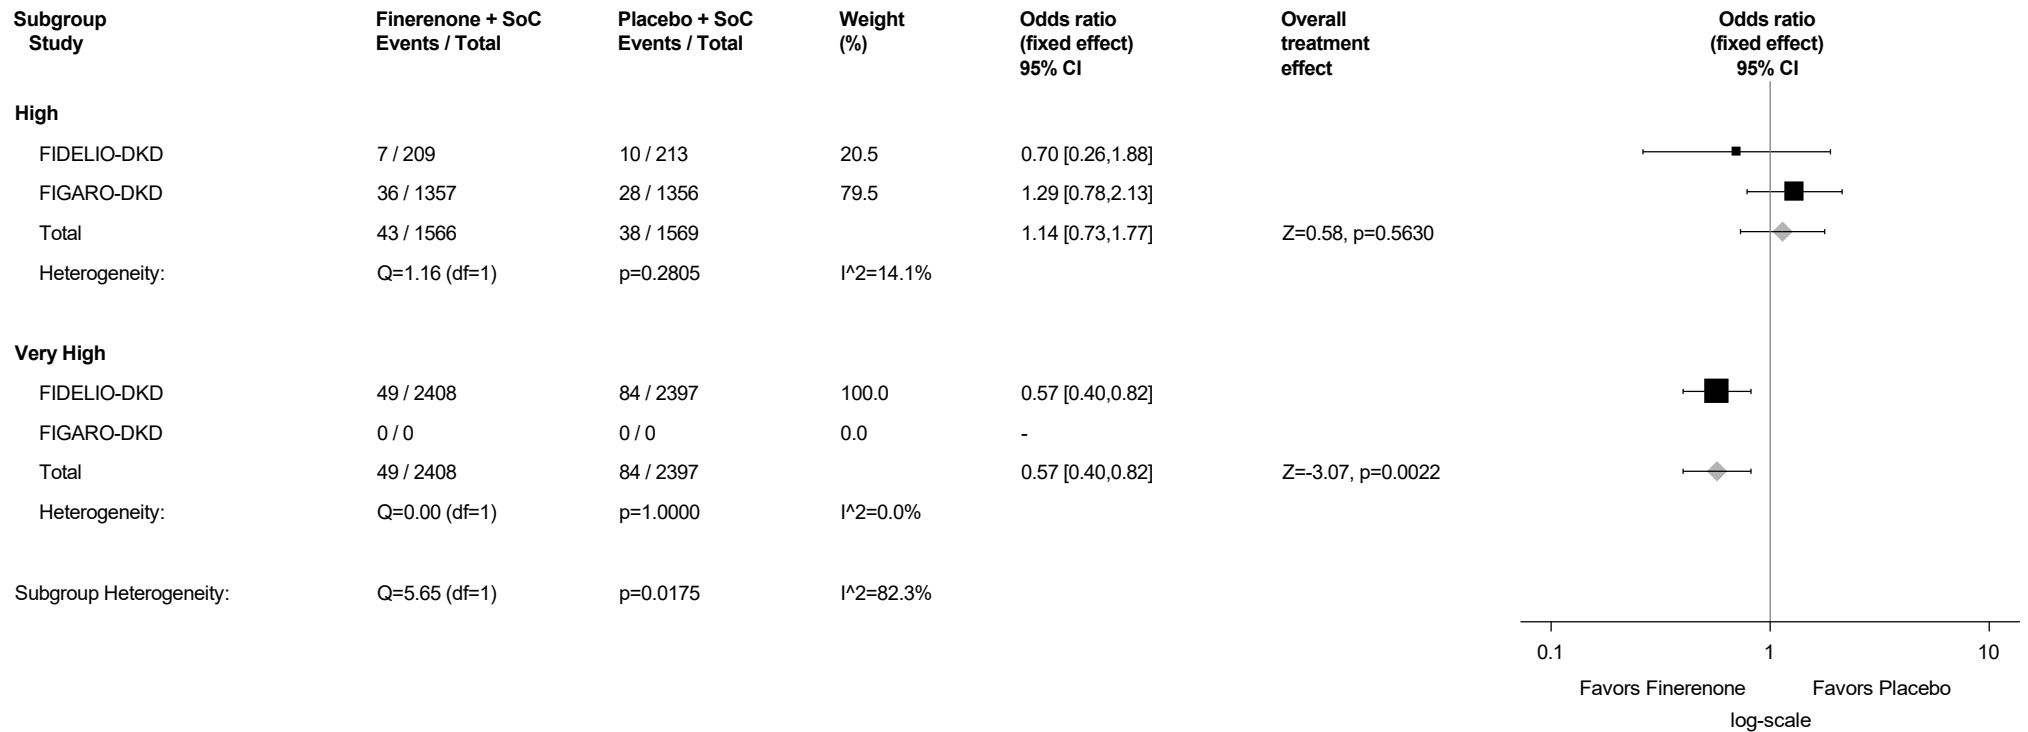 Subgroup Finerenone + SoC Placebo + SoC Weight Odds ratio Overall Odds ratio
Study Events / Total Events / Total (%) (fixed effect) treatment (fixed effect)
95% CI effect 95% CI
High
FIDELIO-DKD 7 / 209 10 / 213 20.5 0.70 [0.26,1.88]
FIGARO-DKD 36 / 1357 28 / 1356 79.5 1.29 [0.78,2.13]
Total 43 / 1566 38 / 1569 1.14 [0.73,1.77] Z=0.58, p=0.5630
Heterogeneity: Q=1.16 (df=1) p=0.2805 I^2=14.1%
Very High
FIDELIO-DKD 49 / 2408 84 / 2397 100.0 0.57 [0.40,0.82]
FIGARO-DKD 0 / 0 0 / 0 0.0 -
Total 49 / 2408 84 / 2397 0.57 [0.40,0.82] Z=-3.07, p=0.0022
Heterogeneity: Q=0.00 (df=1) p=1.0000 I^2=0.0%
Subgroup Heterogeneity: Q=5.65 (df=1) p=0.0175 I^2=82.3%
0.1 1 10
Favors Finerenone Favors Placebo
log-scale